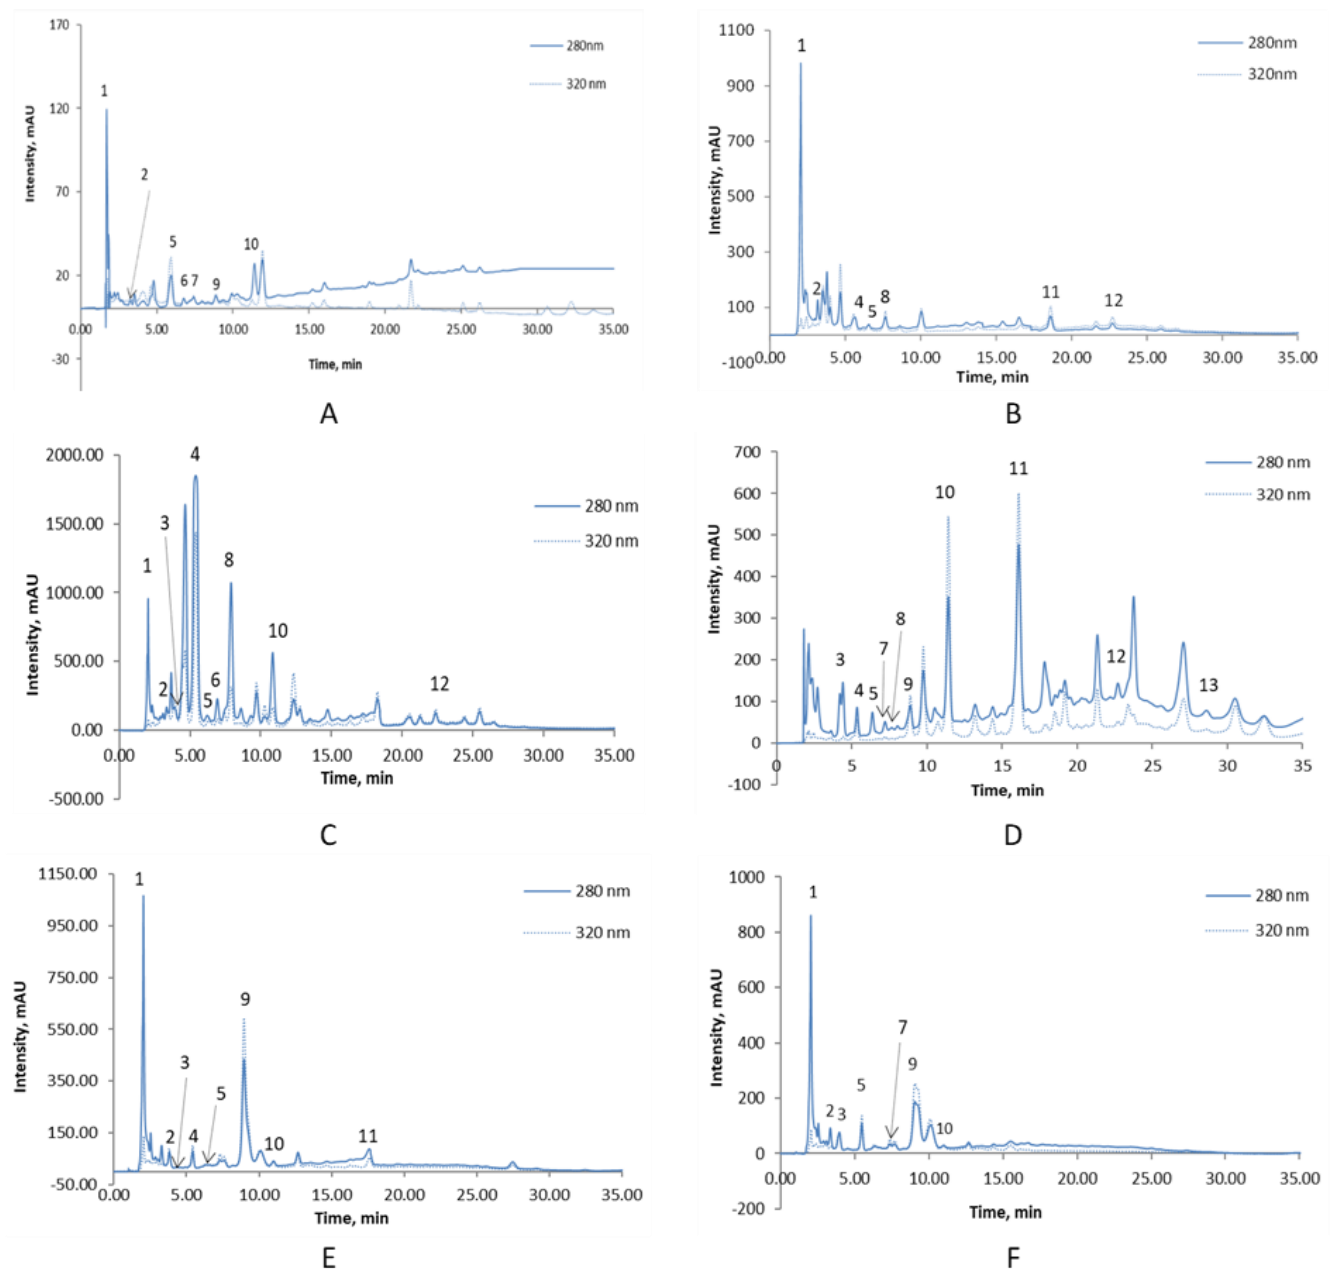 170
120
70
20
-30
0.00 5.00 10.00 15.00 20.00 25.00 30.00 35.00
Intensity, mAU
Time, min
280nm
320 nm
1
2
5
6 7
9
10
A
1100
900
700
500
300
100
-100
0.00 5.00 10.00 15.00 20.00 25.00 30.00 35.00
Intensity, mAU
Time, min
280nm
320nm
1
2
4
5
8
11
12
B
2000.00
1500.00
1000.00
500.00
0.00
-500.00
0.00 5.00 10.00 15.00 20.00 25.00 30.00 35.00
Intensity, mAU
Time, min
280 nm
320 nm
1
2
3
4
5
6
8
10
12
C
700
600
500
400
300
200
100
0
-100
0 5 10 15 20 25 30 35
Intensity, mAU
Time, min
280 nm
320 nm
3
4
5
7
8
9
10
11
12
13
D
1150.00
950.00
750.00
550.00
350.00
150.00
-50.00
0.00 5.00 10.00 15.00 20.00 25.00 30.00 35.00
Intensity, mAU
Time, min
280 nm
320 nm
1
2
3
4
5
9
10
11
E
1000
800
600
400
200
0
-200
0.00 5.00 10.00 15.00 20.00 25.00 30.00 35.00
Intensity, mAU
Time, min
280 nm
320 nm
1
2 3
5
7
9
10
F